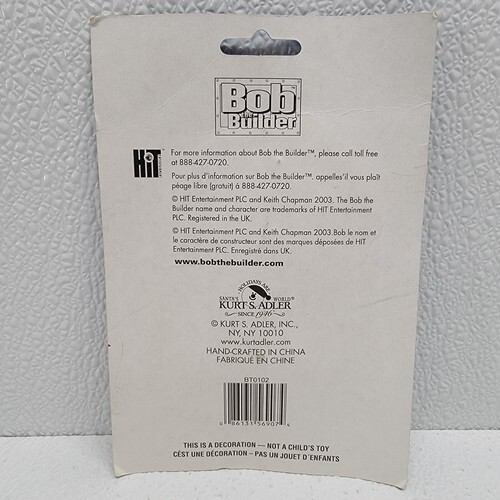 Bob
the
Builder
HiT
For more information about Bob the Builder™, please call toll free
at 888-427-0720.
Pour plus d'information sur Bob the Builder™. appelles'il vous plaît
péage libre (gratuit) à 888-427-0720.
© HIT Entertainment PLC and Keith Chapman 2003. The Bob the
Builder name and character are trademarks of HIT Entertainment
PLC. Registered in the UK.
© HIT Entertainment PLC and Keith Chapman 2003.Bob le nom et
le caractère de constructeur sont des marques déposées de HIT
Entertainment PLC. Enregistré dans UK.
www.bobthebuilder.com
HOLIDAYS ARE
SANTA'S WORLD®
KURT S. ADLER
SINCE 1946
© KURT S. ADLER, INC.,
NY, NY 10010
www.kurtadler.com
HAND-CRAFTED IN CHINA
FABRIQUÉ EN CHINE
BT0102
0 86131 56907 4
THIS IS A DECORATION — NOT A CHILD'S TOY
CÉST UNE DÉCORATION - PAS UN JOUET D'ENFANTS